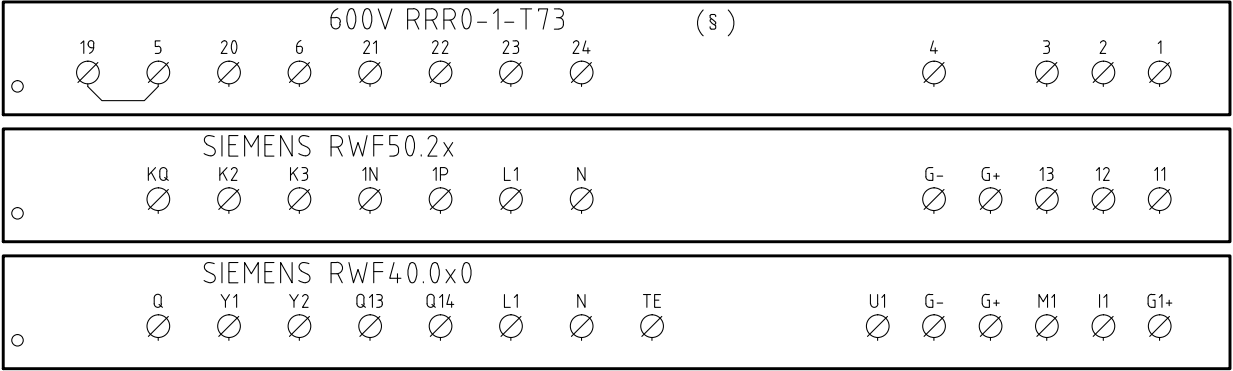 600V RRR0-1-T73 (§)
19 5 20 6 21 22 23 24 4 3 2 1
SIEMENS RWF50.2x
KQ K2 K3 1N 1P L1 N G- G+ 13 12 11
SIEMENS RWF40.0x0
Q Y1 Y2 Q13 Q14 L1 N TE U1 G- G+ M1 I1 G1+